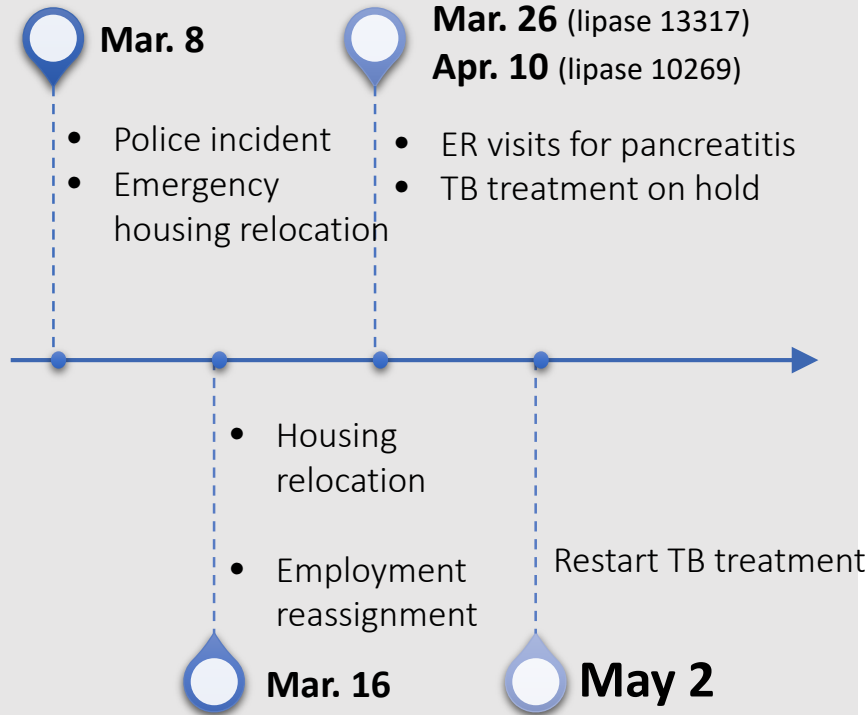 Mar. 8
• Police incident
• Emergency
housing relocation
Mar. 26 (lipase 13317)
Apr. 10 (lipase 10269)
• ER visits for pancreatitis
• TB treatment on hold
• Housing
relocation
• Employment
reassignment
Mar. 16
Restart TB treatment
May 2